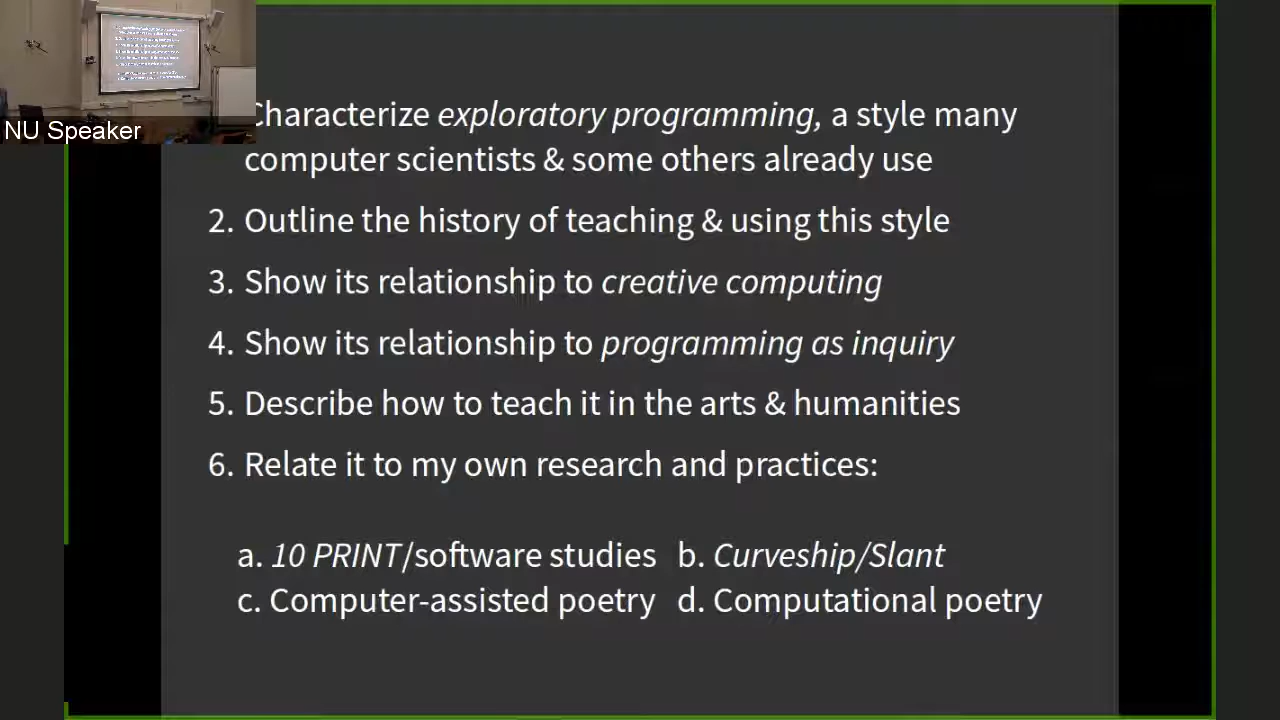 Characterize exploratory programming, a style many
computer scientists & some others already use
2. Outline the history of teaching & using this style
3. Show its relationship to creative computing
4. Show its relationship to programming as inquiry
5. Describe how to teach it in the arts & humanities
6. Relate it to my own research and practices:
a. 10 PRINT/software studies b. Curveship/Slant
c. Computer-assisted poetry d. Computational poetry
NU Speaker